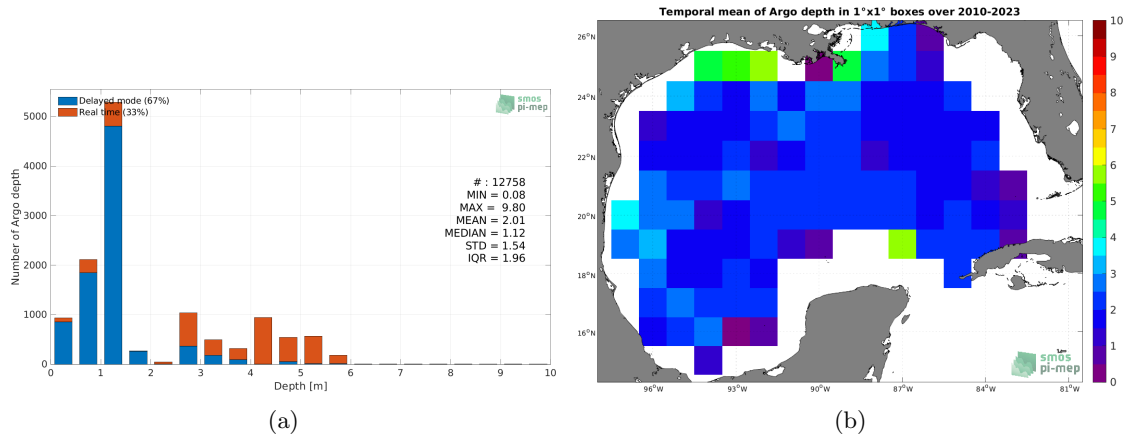 Temporal mean of Argo depth in 1°x1° boxes over 2010-2023
Delayed mode (67%)
Real time (33%)
smos
pi-mep
# : 12758
MIN = 0.08
MAX = 9.80
MEAN = 2.01
MEDIAN = 1.12
STD = 1.54
IQR = 1.96
Number of Argo depth
5000
4000
3000
2000
1000
0
0 1 2 3 4 5 6 7 8 9 10
Depth [m]
(a)
26°N
24°N
22°N
20°N
18°N
16°N
96°W 93°W 90°W 87°W 84°W 81°W
smos
pi-mep
10
9
8
7
6
5
4
3
2
1
0
(b)